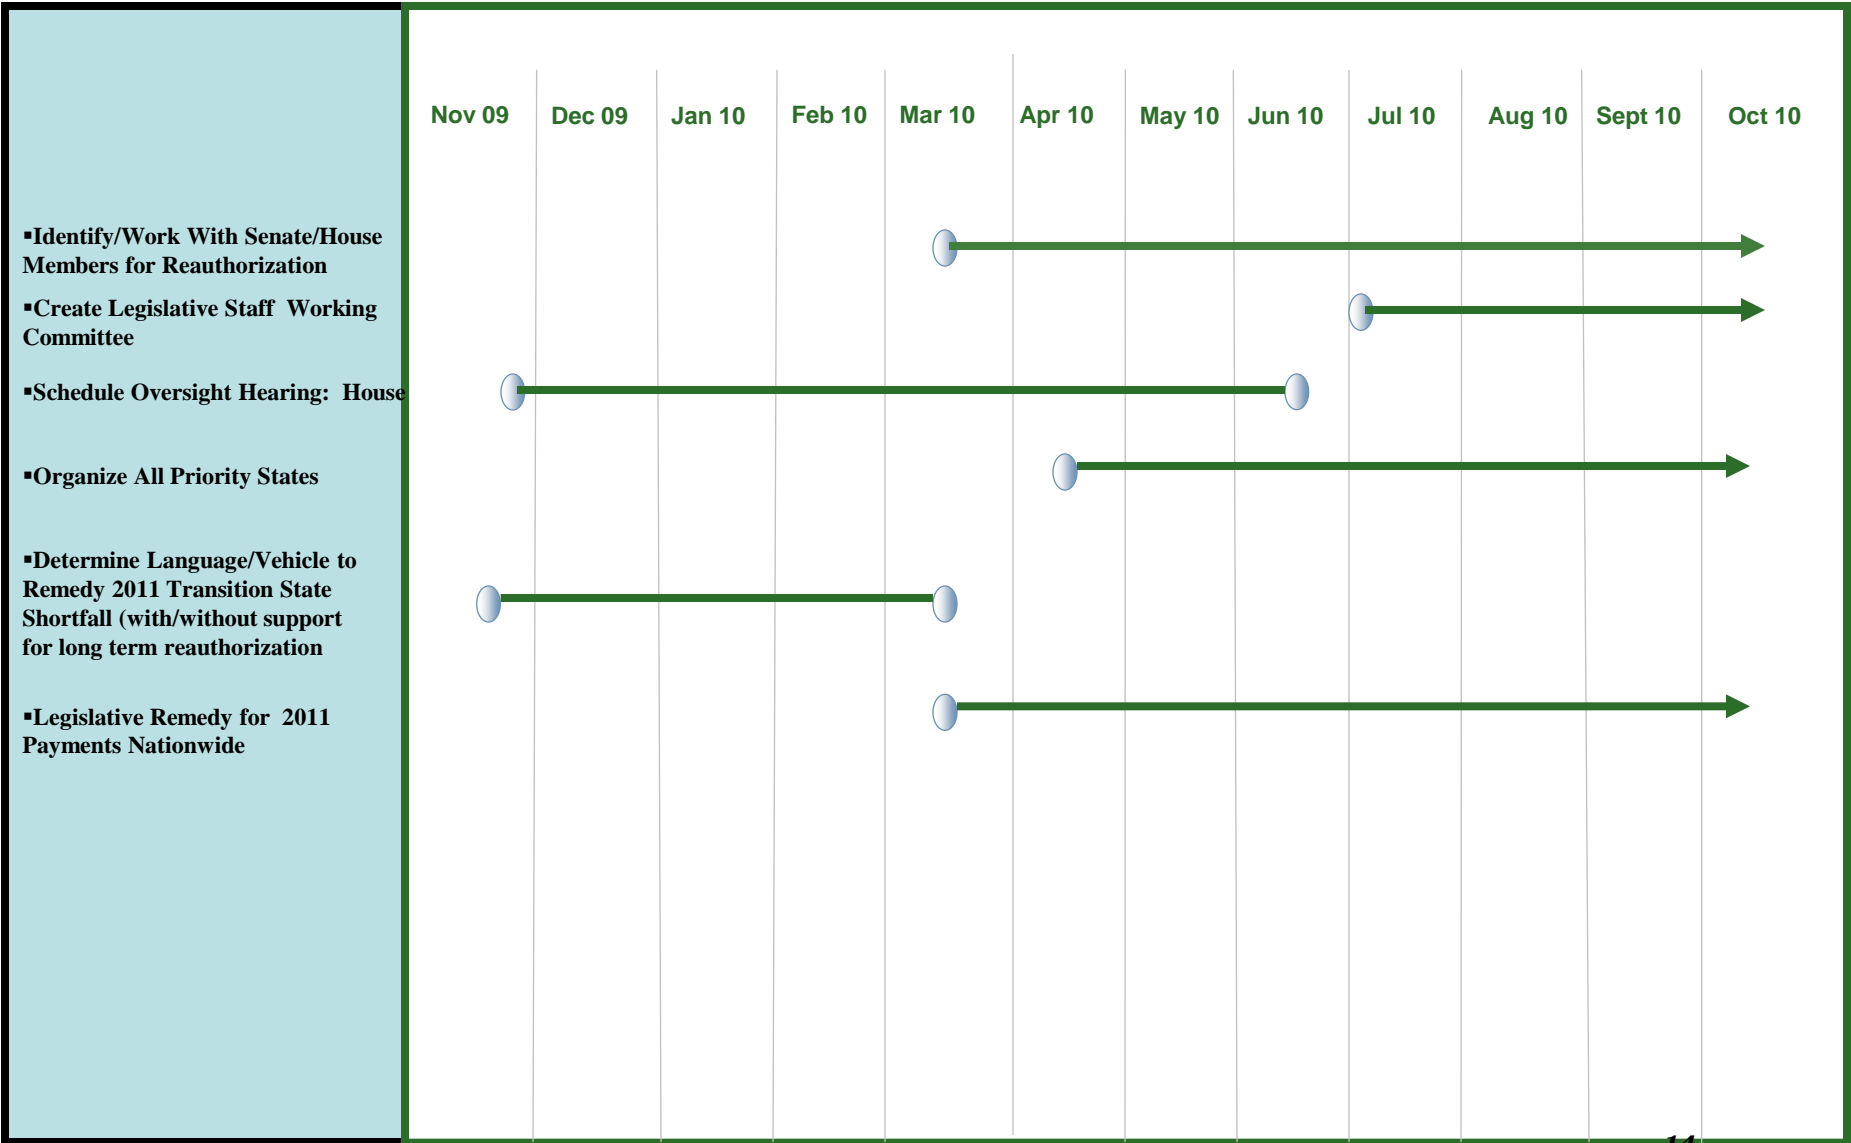 Nov 09 Dec 09 Jan 10 Feb 10 Mar 10 Apr 10 May 10 Jun 10 Jul 10 Aug 10 Sept 10 Oct 10
▪Identify/Work With Senate/House
Members for Reauthorization
▪Create Legislative Staff  Working
Committee
▪Schedule Oversight Hearing:  House
▪Organize All Priority States
▪Determine Language/Vehicle to
Remedy 2011 Transition State
Shortfall (with/without support
for long term reauthorization
▪Legislative Remedy for  2011
Payments Nationwide
14